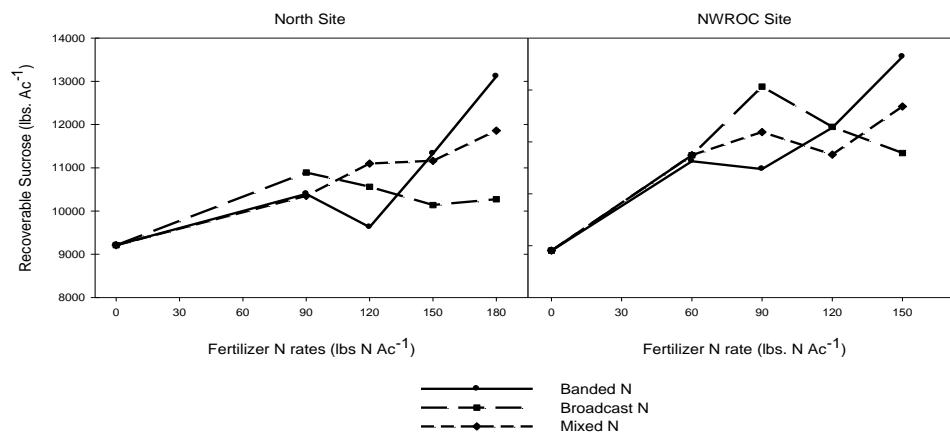 North Site
NWROC Site
Recoverable Sucrose (lbs. Ac⁻¹)
14000
13000
12000
11000
10000
9000
8000
0 30 60 90 120 150 180
0 30 60 90 120 150
Fertilizer N rates (lbs N Ac⁻¹)
Fertilizer N rate (lbs. N Ac⁻¹)
Banded N
Broadcast N
Mixed N